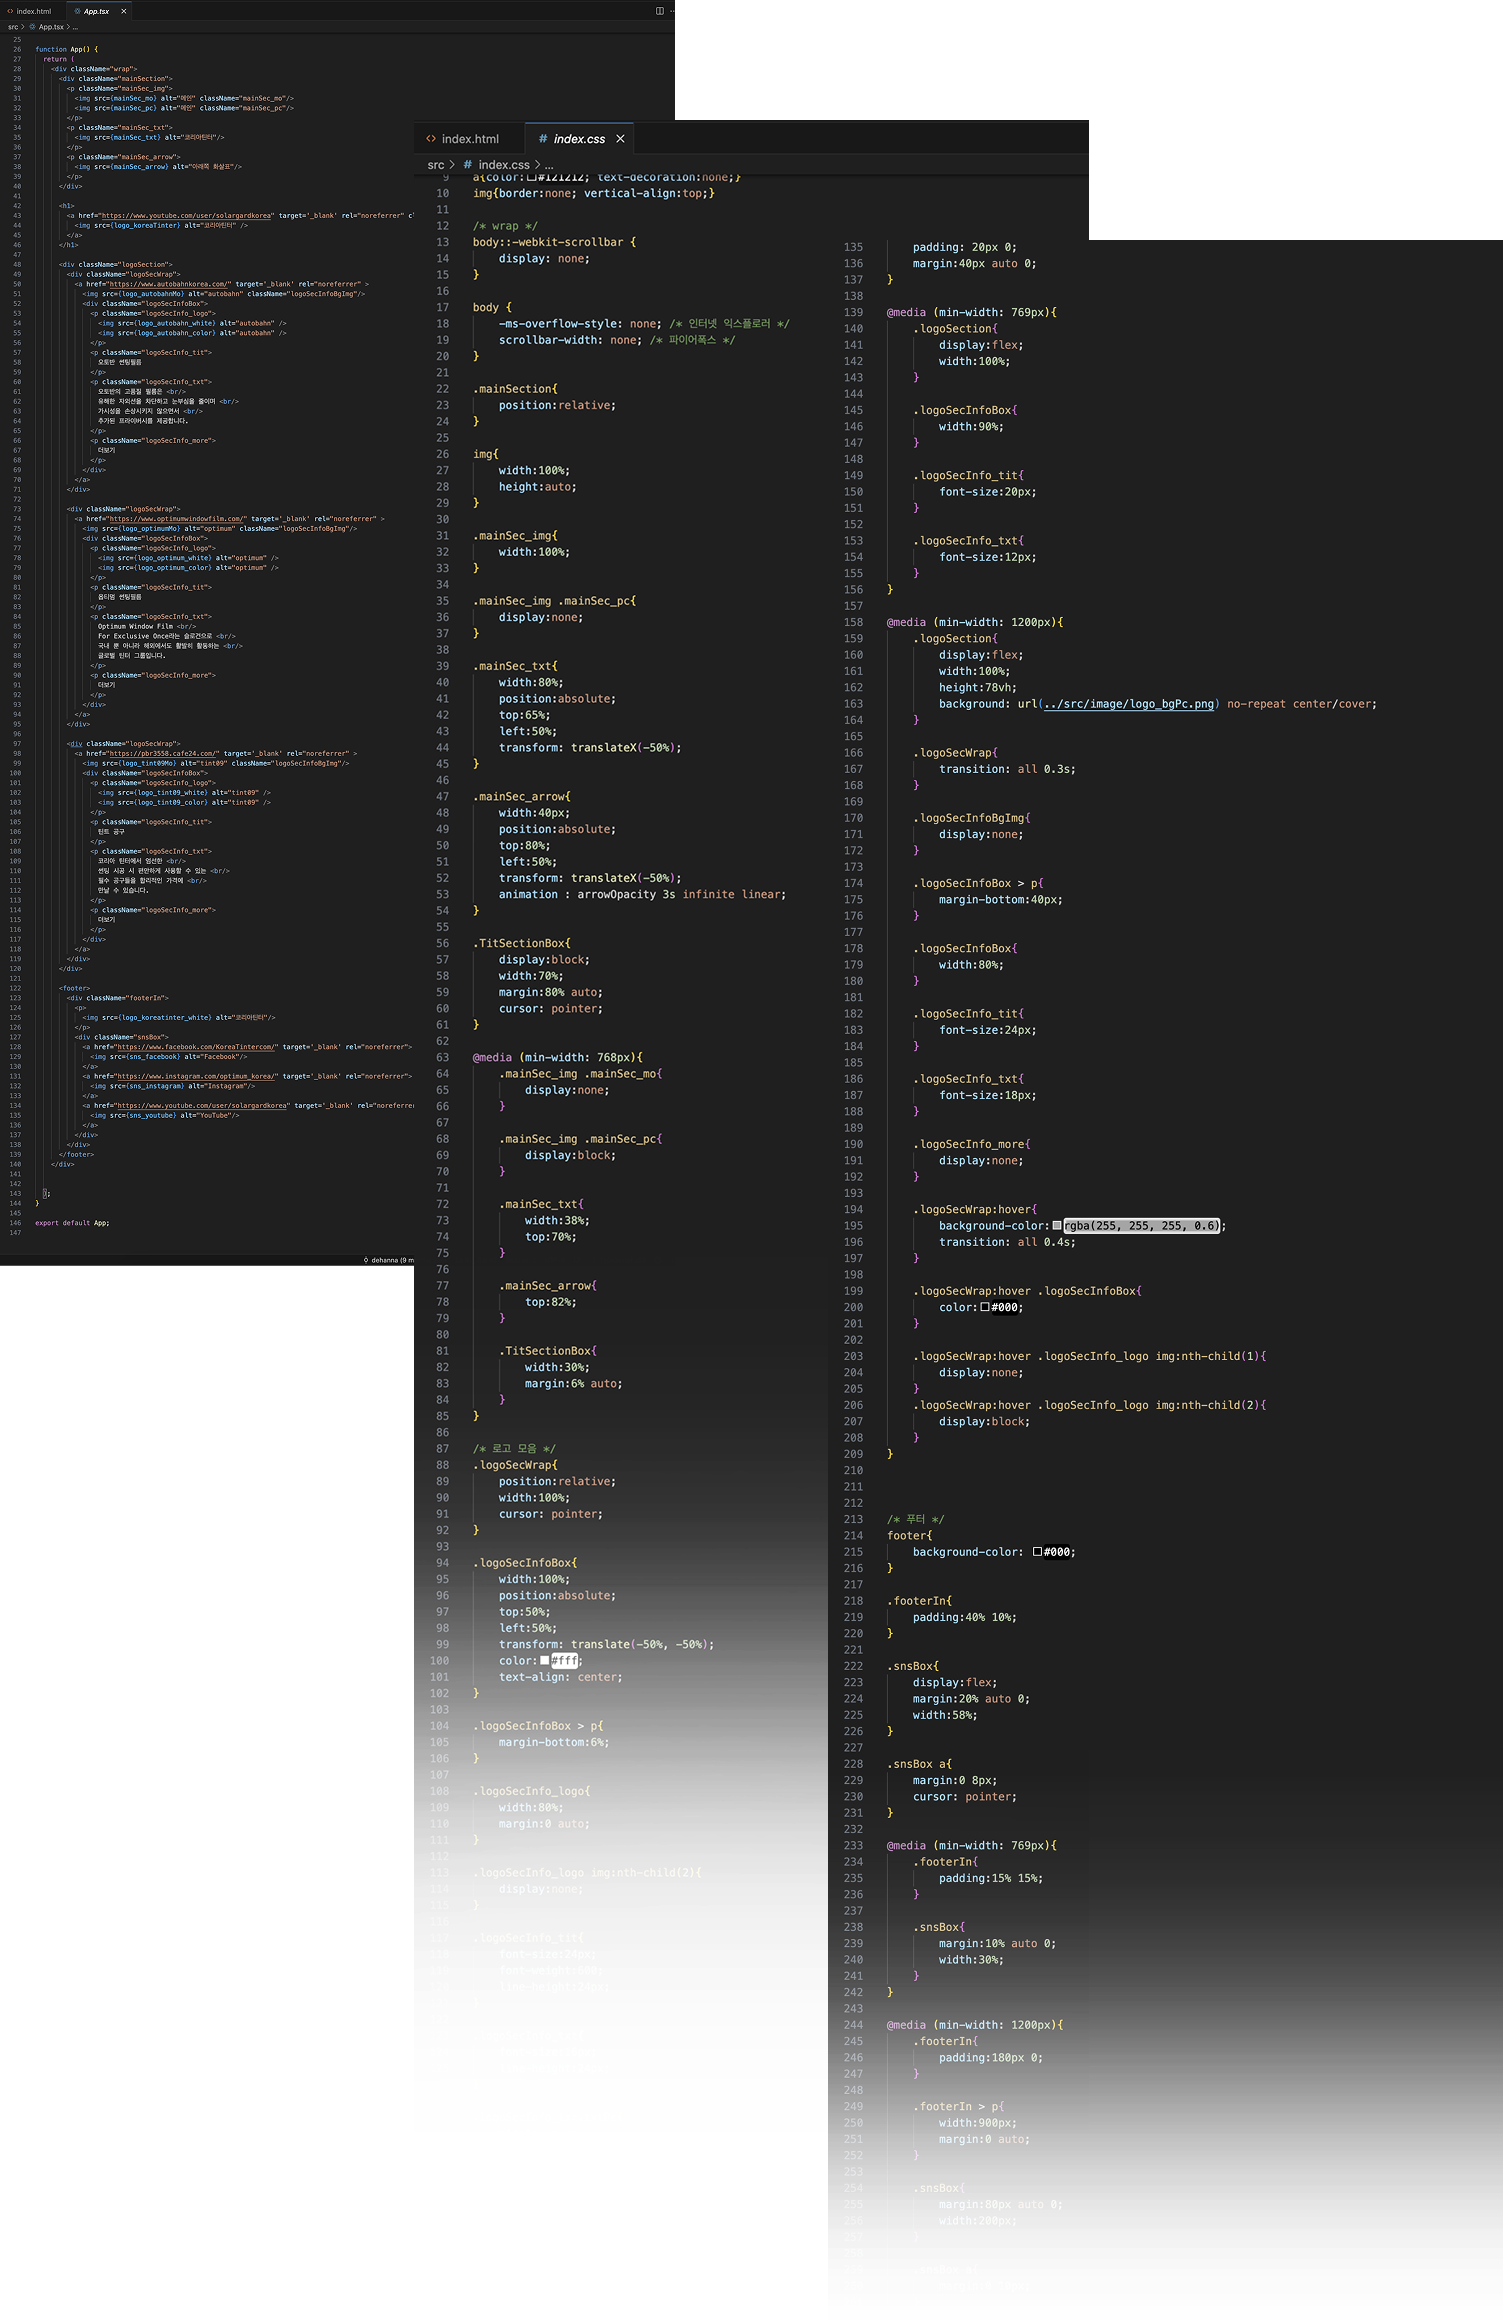 index.html
App.tsx
src > App.tsx > ...
25
26 function App() {
27 return (
28 <div className="wrap">
29 <div className="mainSection">
30 <p className="mainSec_img">
31 <img src={mainSec_mo} alt="메인" className="mainSec_mo"/>
32 <img src={mainSec_pc} alt="메인" className="mainSec_pc"/>
33 </p>
34 <p className="mainSec_txt">
35 <img src={mainSec_txt} alt="코리아틴터"/>
36 </p>
37 <p className="mainSec_arrow">
38 <img src={mainSec_arrow} alt="아래쪽 화살표"/>
39 </p>
40 </div>
41
42 <h1>
43 <a href="https://www.youtube.com/user/solargardkorea" target='_blank' rel="noreferrer" cl
44 <img src={logo_koreaTinter} alt="코리아틴터" />
45 </a>
46 </h1>
47
48 <div className="logoSection">
49 <div className="logoSecWrap">
50 <a href="https://www.autobahnkorea.com/" target='_blank' rel="noreferrer" >
51 <img src={logo_autobahnMo} alt="autobahn" className="logoSecInfoBgImg"/>
52 <div className="logoSecInfoBox">
53 <p className="logoSecInfo_logo">
54 <img src={logo_autobahn_white} alt="autobahn" />
55 <img src={logo_autobahn_color} alt="autobahn" />
56 </p>
57 <p className="logoSecInfo_tit">
58 오토반 썬팅필름
59 </p>
60 <p className="logoSecInfo_txt">
61 오토반의 고품질 필름은 <br/>
62 유해한 자외선을 차단하고 눈부심을 줄이며 <br/>
63 가시성을 손상시키지 않으면서 <br/>
64 추가된 프라이버시를 제공합니다.
65 </p>
66 <p className="logoSecInfo_more">
67 더보기
68 </p>
69 </div>
70 </a>
71 </div>
72
73 <div className="logoSecWrap">
74 <a href="https://www.optimumwindowfilm.com/" target='_blank' rel="noreferrer" >
75 <img src={logo_optimumMo} alt="optimum" className="logoSecInfoBgImg"/>
76 <div className="logoSecInfoBox">
77 <p className="logoSecInfo_logo">
78 <img src={logo_optimum_white} alt="optimum" />
79 <img src={logo_optimum_color} alt="optimum" />
80 </p>
81 <p className="logoSecInfo_tit">
82 옵티멈 썬팅필름
83 </p>
84 <p className="logoSecInfo_txt">
85 Optimum Window Film <br/>
86 For Exclusive Once라는 슬로건으로 <br/>
87 국내 뿐 아니라 해외에서도 활발히 활동하는 <br/>
88 글로벌 틴터 그룹입니다.
89 </p>
90 <p className="logoSecInfo_more">
91 더보기
92 </p>
93 </div>
94 </a>
95 </div>
96
97 <div className="logoSecWrap">
98 <a href="https://pbr3558.cafe24.com/" target='_blank' rel="noreferrer" >
99 <img src={logo_tint09Mo} alt="tint09" className="logoSecInfoBgImg"/>
100 <div className="logoSecInfoBox">
101 <p className="logoSecInfo_logo">
102 <img src={logo_tint09_white} alt="tint09" />
103 <img src={logo_tint09_color} alt="tint09" />
104 </p>
105 <p className="logoSecInfo_tit">
106 틴트 공구
107 </p>
108 <p className="logoSecInfo_txt">
109 코리아 틴터에서 엄선한 <br/>
110 썬팅 시공 시 편안하게 사용할 수 있는 <br/>
111 필수 공구들을 합리적인 가격에 <br/>
112 만날 수 있습니다.
113 </p>
114 <p className="logoSecInfo_more">
115 더보기
116 </p>
117 </div>
118 </a>
119 </div>
120 </div>
121
122 <footer>
123 <div className="footerIn">
124 <p>
125 <img src={logo_koreatinter_white} alt="코리아틴터"/>
126 </p>
127 <div className="snsBox">
128 <a href="https://www.facebook.com/KoreaTintercom/" target='_blank' rel="noreferrer">
129 <img src={sns_facebook} alt="Facebook"/>
130 </a>
131 <a href="https://www.instagram.com/optimum_korea/" target='_blank' rel="noreferrer">
132 <img src={sns_instagram} alt="Instagram"/>
133 </a>
134 <a href="https://www.youtube.com/user/solargardkorea" target='_blank' rel="noreferrer
135 <img src={sns_youtube} alt="YouTube"/>
136 </a>
137 </div>
138 </div>
139 </footer>
140 </div>
141
142
143 );
144 }
145
146 export default App;
147
dehanna (9 m
index.html
# index.css
src > # index.css > ...
9 a{color:#121212; text-decoration:none;}
10 img{border:none; vertical-align:top;}
11
12 /* wrap */
13 body::-webkit-scrollbar {
14 display: none;
15 }
16
17 body {
18 -ms-overflow-style: none; /* 인터넷 익스플로러 */
19 scrollbar-width: none; /* 파이어폭스 */
20 }
21
22 .mainSection{
23 position:relative;
24 }
25
26 img{
27 width:100%;
28 height:auto;
29 }
30
31 .mainSec_img{
32 width:100%;
33 }
34
35 .mainSec_img .mainSec_pc{
36 display:none;
37 }
38
39 .mainSec_txt{
40 width:80%;
41 position:absolute;
42 top:65%;
43 left:50%;
44 transform: translateX(-50%);
45 }
46
47 .mainSec_arrow{
48 width:40px;
49 position:absolute;
50 top:80%;
51 left:50%;
52 transform: translateX(-50%);
53 animation : arrowOpacity 3s infinite linear;
54 }
55
56 .TitSectionBox{
57 display:block;
58 width:70%;
59 margin:80% auto;
60 cursor: pointer;
61 }
62
63 @media (min-width: 768px){
64 .mainSec_img .mainSec_mo{
65 display:none;
66 }
67
68 .mainSec_img .mainSec_pc{
69 display:block;
70 }
71
72 .mainSec_txt{
73 width:38%;
74 top:70%;
75 }
76
77 .mainSec_arrow{
78 top:82%;
79 }
80
81 .TitSectionBox{
82 width:30%;
83 margin:6% auto;
84 }
85 }
86
87 /* 로고 모음 */
88 .logoSecWrap{
89 position:relative;
90 width:100%;
91 cursor: pointer;
92 }
93
94 .logoSecInfoBox{
95 width:100%;
96 position:absolute;
97 top:50%;
98 left:50%;
99 transform: translate(-50%, -50%);
100 color:#fff;
101 text-align: center;
102 }
103
104 .logoSecInfoBox > p{
105 margin-bottom:6%;
106 }
107
108 .logoSecInfo_logo{
109 width:80%;
110 margin:0 auto;
111 }
112
113 .logoSecInfo_logo img:nth-child(2){
114 display:none;
115 }
.logoSecInfo_tit{
font-size:24px;
135 padding: 20px 0;
136 margin:40px auto 0;
137 }
138
139 @media (min-width: 769px){
140 .logoSection{
141 display:flex;
142 width:100%;
143 }
144
145 .logoSecInfoBox{
146 width:90%;
147 }
148
149 .logoSecInfo_tit{
150 font-size:20px;
151 }
152
153 .logoSecInfo_txt{
154 font-size:12px;
155 }
156 }
157
158 @media (min-width: 1200px){
159 .logoSection{
160 display:flex;
161 width:100%;
162 height:78vh;
163 background: url(../src/image/logo_bgPc.png) no-repeat center/cover;
164 }
165
166 .logoSecWrap{
167 transition: all 0.3s;
168 }
169
170 .logoSecInfoBgImg{
171 display:none;
172 }
173
174 .logoSecInfoBox > p{
175 margin-bottom:40px;
176 }
177
178 .logoSecInfoBox{
179 width:80%;
180 }
181
182 .logoSecInfo_tit{
183 font-size:24px;
184 }
185
186 .logoSecInfo_txt{
187 font-size:18px;
188 }
189
190 .logoSecInfo_more{
191 display:none;
192 }
193
194 .logoSecWrap:hover{
195 background-color:rgba(255, 255, 255, 0.6);
196 transition: all 0.4s;
197 }
198
199 .logoSecWrap:hover .logoSecInfoBox{
200 color:#000;
201 }
202
203 .logoSecWrap:hover .logoSecInfo_logo img:nth-child(1){
204 display:none;
205 }
206 .logoSecWrap:hover .logoSecInfo_logo img:nth-child(2){
207 display:block;
208 }
209 }
210
211
212
213 /* 푸터 */
214 footer{
215 background-color: #000;
216 }
217
218 .footerIn{
219 padding:40% 10%;
220 }
221
222 .snsBox{
223 display:flex;
224 margin:20% auto 0;
225 width:58%;
226 }
227
228 .snsBox a{
229 margin:0 8px;
230 cursor: pointer;
231 }
232
233 @media (min-width: 769px){
234 .footerIn{
235 padding:15% 15%;
236 }
237
238 .snsBox{
239 margin:10% auto 0;
240 width:30%;
241 }
242 }
243
244 @media (min-width: 1200px){
245 .footerIn{
246 padding:180px 0;
247 }
248
249 .footerIn > p{
250 width:900px;
251 margin:0 auto;
252 }
253
254 .snsBox{
255 margin:80px auto 0;
256 width:200px;